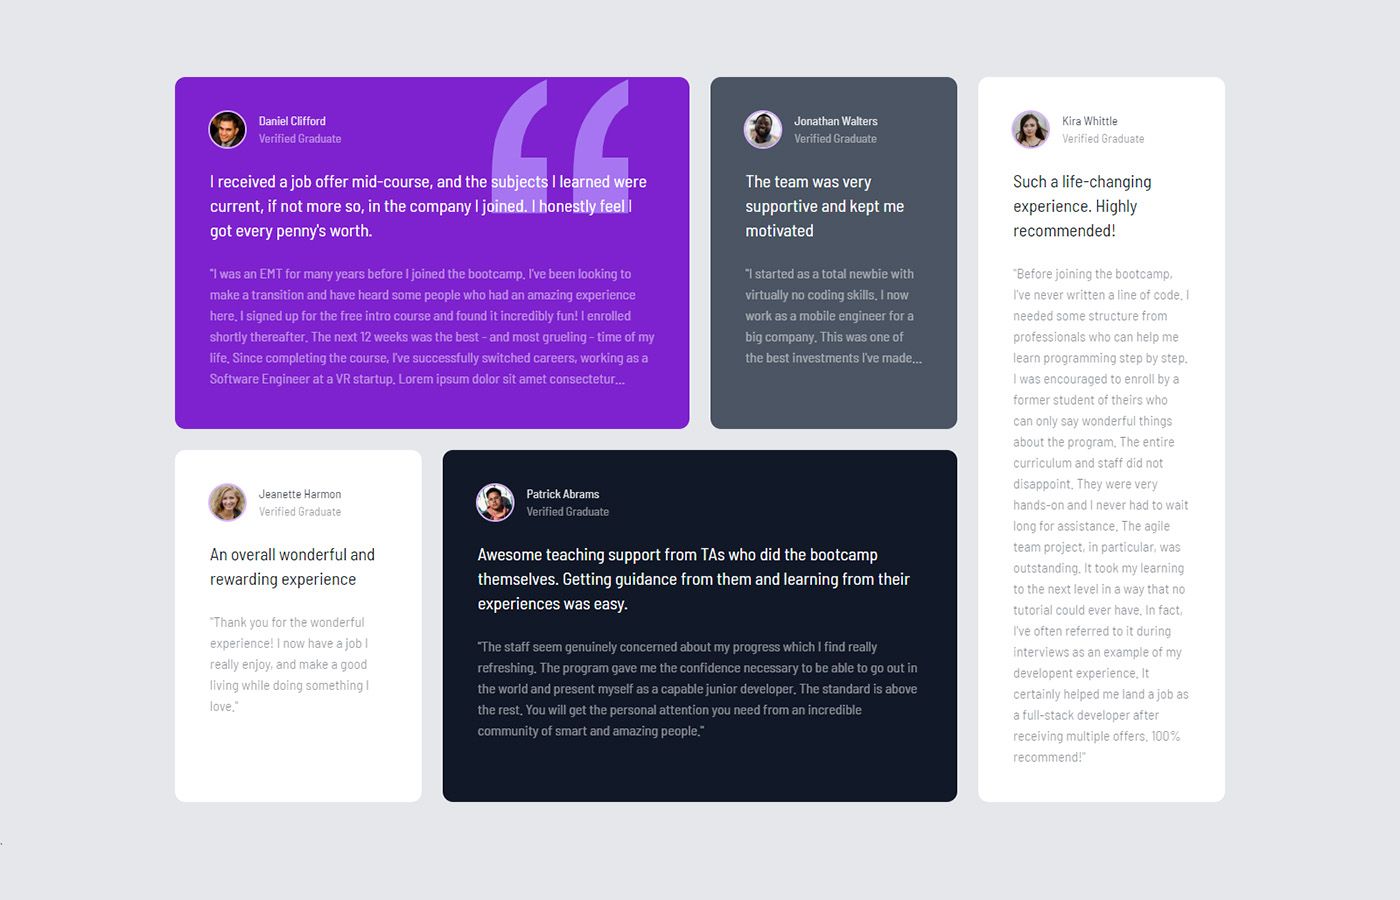 Daniel Clifford
Verified Graduate
I received a job offer mid-course, and the subjects I learned were
current, if not more so, in the company I joined. I honestly feel I
got every penny's worth.
"I was an EMT for many years before I joined the bootcamp. I've been looking to
make a transition and have heard some people who had an amazing experience
here. I signed up for the free intro course and found it incredibly fun! I enrolled
shortly thereafter. The next 12 weeks was the best - and most grueling - time of my
life. Since completing the course, I've successfully switched careers, working as a
Software Engineer at a VR startup. Lorem ipsum dolor sit amet consectetur...
Jonathan Walters
Verified Graduate
The team was very
supportive and kept me
motivated
"I started as a total newbie with
virtually no coding skills. I now
work as a mobile engineer for a
big company. This was one of
the best investments I've made...
Kira Whittle
Verified Graduate
Such a life-changing
experience. Highly
recommended!
"Before joining the bootcamp,
I've never written a line of code. I
needed some structure from
professionals who can help me
learn programming step by step.
I was encouraged to enroll by a
former student of theirs who
can only say wonderful things
about the program. The entire
curriculum and staff did not
disappoint. They were very
hands-on and I never had to wait
long for assistance. The agile
team project, in particular, was
outstanding. It took my learning
to the next level in a way that no
tutorial could ever have. In fact,
I've often referred to it during
interviews as an example of my
developent experience. It
certainly helped me land a job as
a full-stack developer after
receiving multiple offers. 100%
recommend!"
Jeanette Harmon
Verified Graduate
An overall wonderful and
rewarding experience
"Thank you for the wonderful
experience! I now have a job I
really enjoy, and make a good
living while doing something I
love."
Patrick Abrams
Verified Graduate
Awesome teaching support from TAs who did the bootcamp
themselves. Getting guidance from them and learning from their
experiences was easy.
"The staff seem genuinely concerned about my progress which I find really
refreshing. The program gave me the confidence necessary to be able to go out in
the world and present myself as a capable junior developer. The standard is above
the rest. You will get the personal attention you need from an incredible
community of smart and amazing people."
`